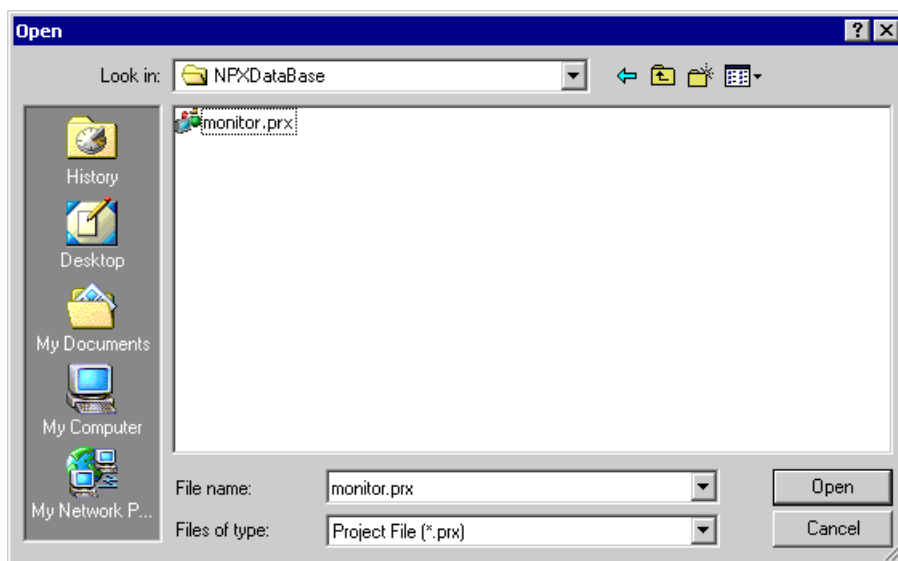 Open
Look in: NPXDataBase
monitor.prx
History
Desktop
My Documents
My Computer
My Network P...
File name: monitor.prx Open
Files of type: Project File (*.prx) Cancel